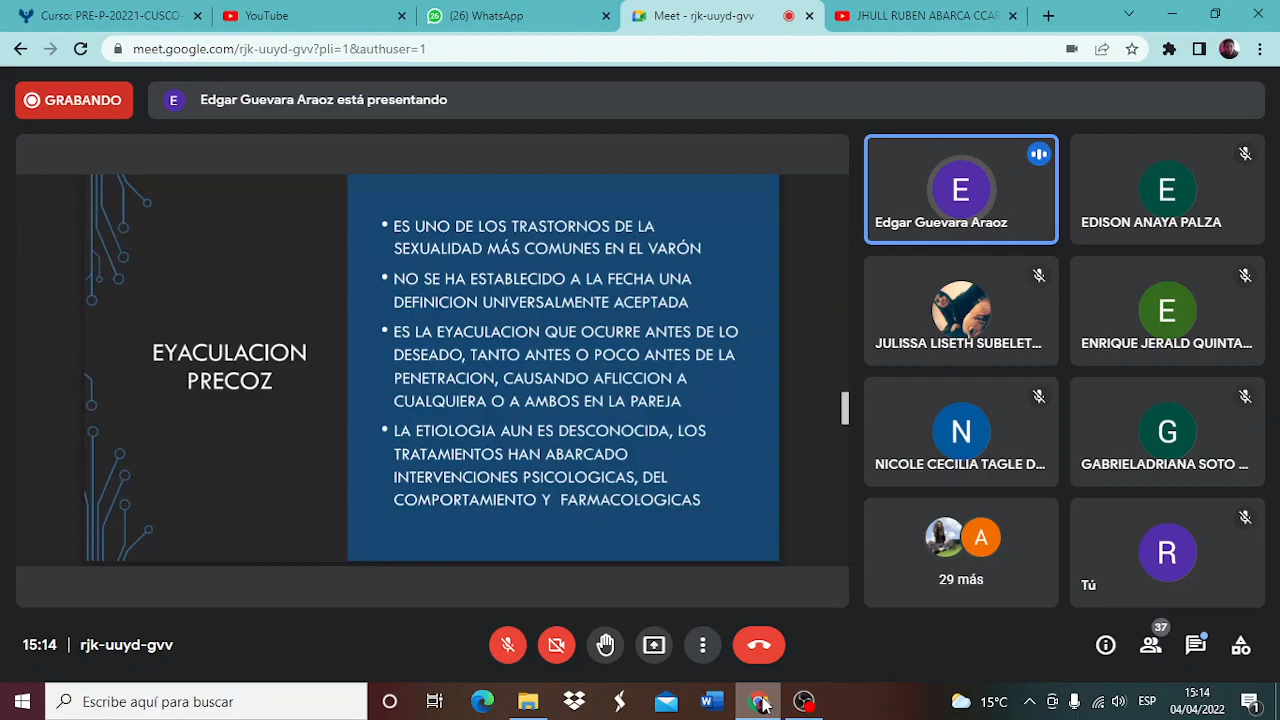 Curso: PRE-P-20221-CUSCO-
YouTube
(26) WhatsApp
Meet - rjk-uuyd-gvv
JHULL RUBEN ABARCA CCAR
meet.google.com/rjk-uuyd-gvv?pli=1&authuser=1
GRABANDO
E
Edgar Guevara Araoz está presentando
EYACULACION
PRECOZ
• ES UNO DE LOS TRASTORNOS DE LA
SEXUALIDAD MÁS COMUNES EN EL VARÓN
• NO SE HA ESTABLECIDO A LA FECHA UNA
DEFINICION UNIVERSALMENTE ACEPTADA
• ES LA EYACULACION QUE OCURRE ANTES DE LO
DESEADO, TANTO ANTES O POCO ANTES DE LA
PENETRACION, CAUSANDO AFLICCION A
CUALQUIERA O A AMBOS EN LA PAREJA
• LA ETIOLOGIA AUN ES DESCONOCIDA, LOS
TRATAMIENTOS HAN ABARCADO
INTERVENCIONES PSICOLOGICAS, DEL
COMPORTAMIENTO Y FARMACOLOGICAS
E
Edgar Guevara Araoz
E
EDISON ANAYA PALZA
JULISSA LISETH SUBELET...
E
ENRIQUE JERALD QUINTA...
N
NICOLE CECILIA TAGLE D...
G
GABRIELADRIANA SOTO ...
A
29 más
R
Tú
15:14 | rjk-uuyd-gvv
37
Escribe aquí para buscar
15°C
ESP
15:14
04/04/2022